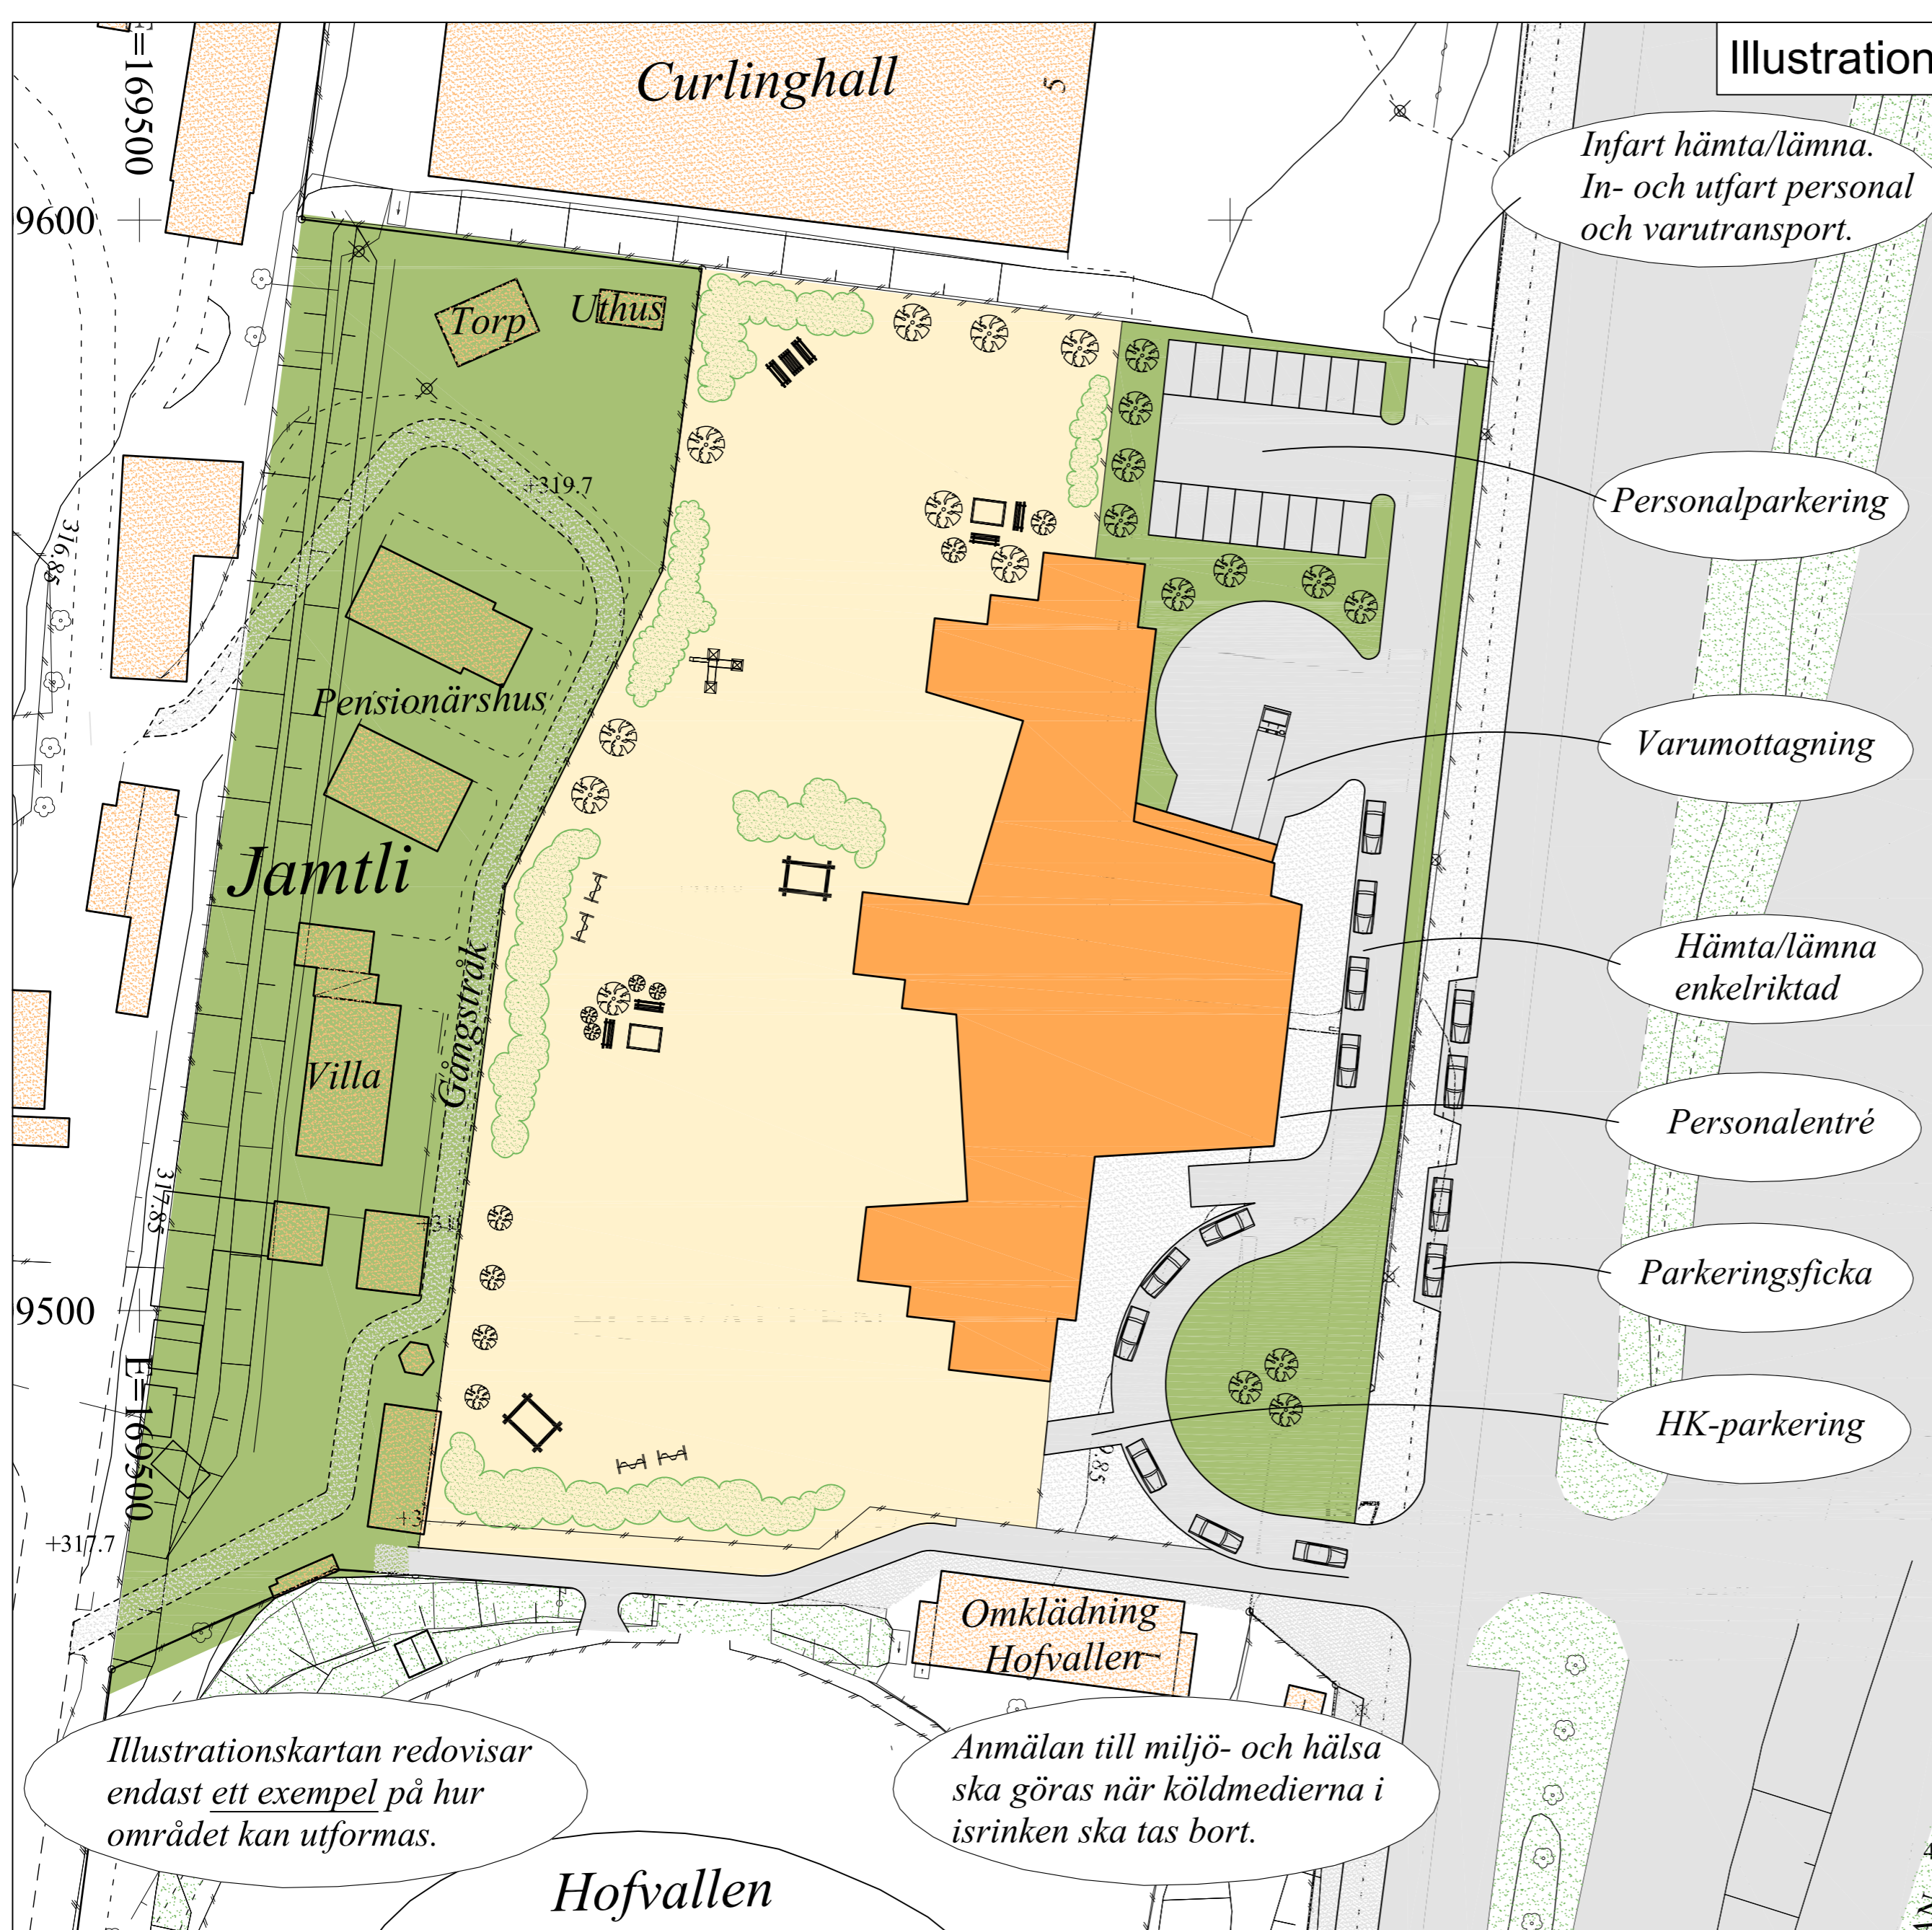 Illustration
Curlinghall
5
E=169500
9600
Infart hämta/lämna.
In- och utfart personal
och varutransport.
Torp
Uthus
+319.7
316.85
Personalparkering
Pensionärshus
Varumottagning
Jamtli
Hämta/lämna
enkelriktad
Gångstråk
Villa
Personalentré
317.85
Parkeringsficka
9500
E=169500
HK-parkering
7
+317.7
Omklädning
Hofvallen
Illustrationskartan redovisar
endast ett exempel på hur
området kan utformas.
Anmälan till miljö- och hälsa
ska göras när köldmedierna i
isrinken ska tas bort.
Hofvallen